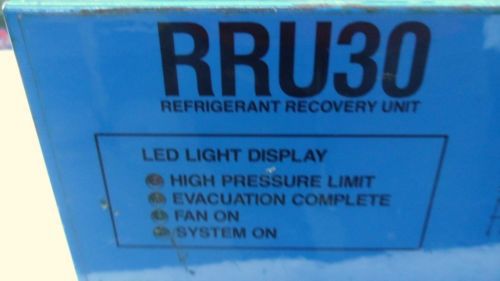 RRU30
REFRIGERANT RECOVERY UNIT
LED LIGHT DISPLAY
HIGH PRESSURE LIMIT
EVACUATION COMPLETE
FAN ON
SYSTEM ON